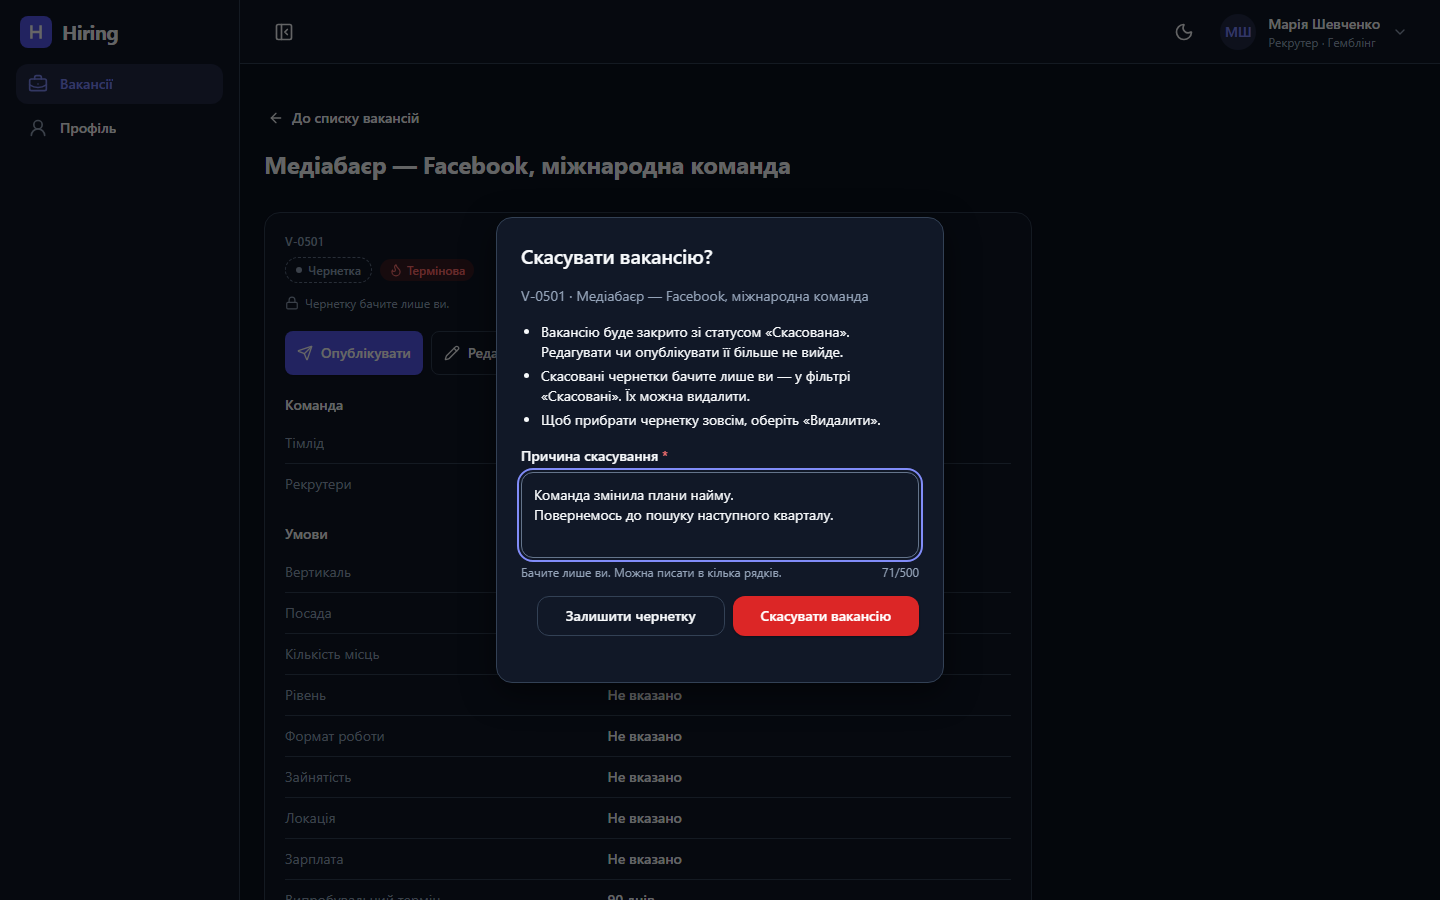 H Hiring
Вакансії
Профіль
МШ
Марія Шевченко
Рекрутер · Гемблінг
До списку вакансій
Медіабаєр — Facebook, міжнародна команда
V-0501
Чернетка
Термінова
Чернетку бачите лише ви.
Опублікувати
Реда
Команда
Тімлід
Рекрутери
Умови
Вертикаль
Посада
Кількість місць
Рівень
Не вказано
Формат роботи
Не вказано
Зайнятість
Не вказано
Локація
Не вказано
Зарплата
Не вказано
Випробувальний термін
90 днів
Скасувати вакансію?
V-0501 · Медіабаєр — Facebook, міжнародна команда
Вакансію буде закрито зі статусом «Скасована».
Редагувати чи опублікувати її більше не вийде.
Скасовані чернетки бачите лише ви — у фільтрі
«Скасовані». Їх можна видалити.
Щоб прибрати чернетку зовсім, оберіть «Видалити».
Причина скасування *
Команда змінила плани найму.
Повернемось до пошуку наступного кварталу.
Бачите лише ви. Можна писати в кілька рядків.
71/500
Залишити чернетку
Скасувати вакансію